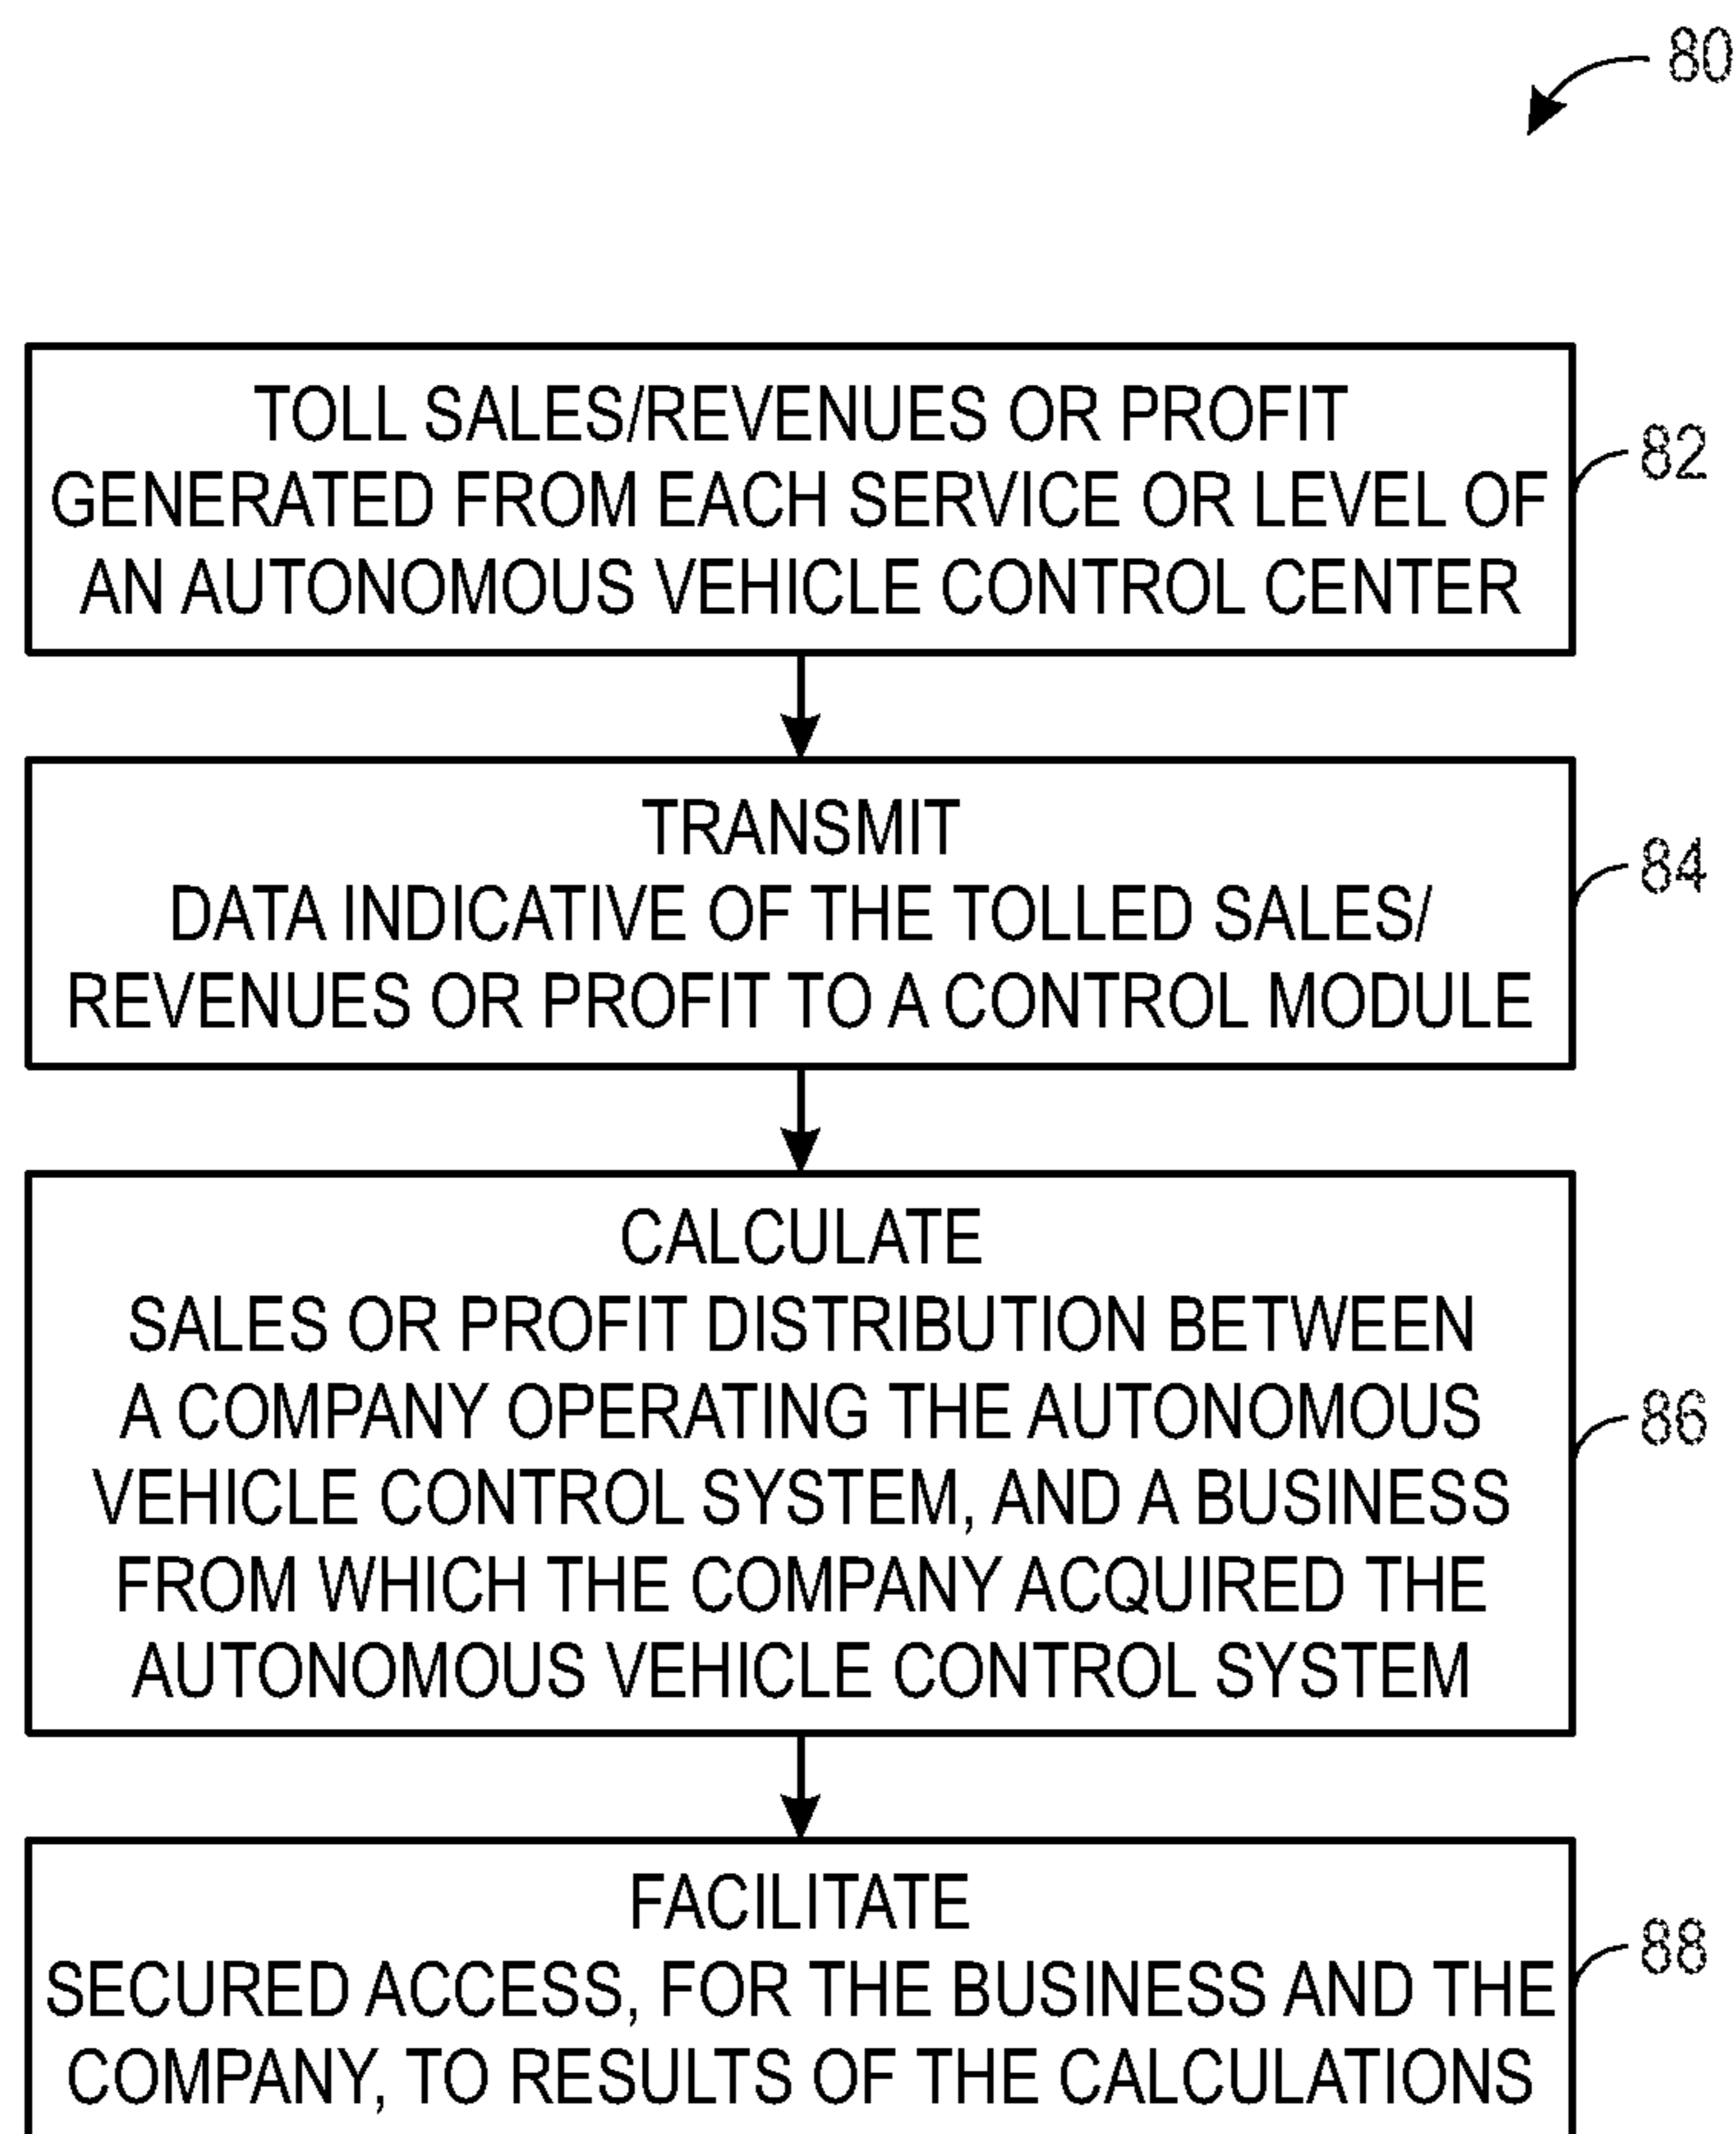 80
TOLL SALES/REVENUES OR PROFIT
GENERATED FROM EACH SERVICE OR LEVEL OF
AN AUTONOMOUS VEHICLE CONTROL CENTER
82
TRANSMIT
DATA INDICATIVE OF THE TOLLED SALES/
REVENUES OR PROFIT TO A CONTROL MODULE
84
CALCULATE
SALES OR PROFIT DISTRIBUTION BETWEEN
A COMPANY OPERATING THE AUTONOMOUS
VEHICLE CONTROL SYSTEM, AND A BUSINESS
FROM WHICH THE COMPANY ACQUIRED THE
AUTONOMOUS VEHICLE CONTROL SYSTEM
86
FACILITATE
SECURED ACCESS, FOR THE BUSINESS AND THE
COMPANY, TO RESULTS OF THE CALCULATIONS
88